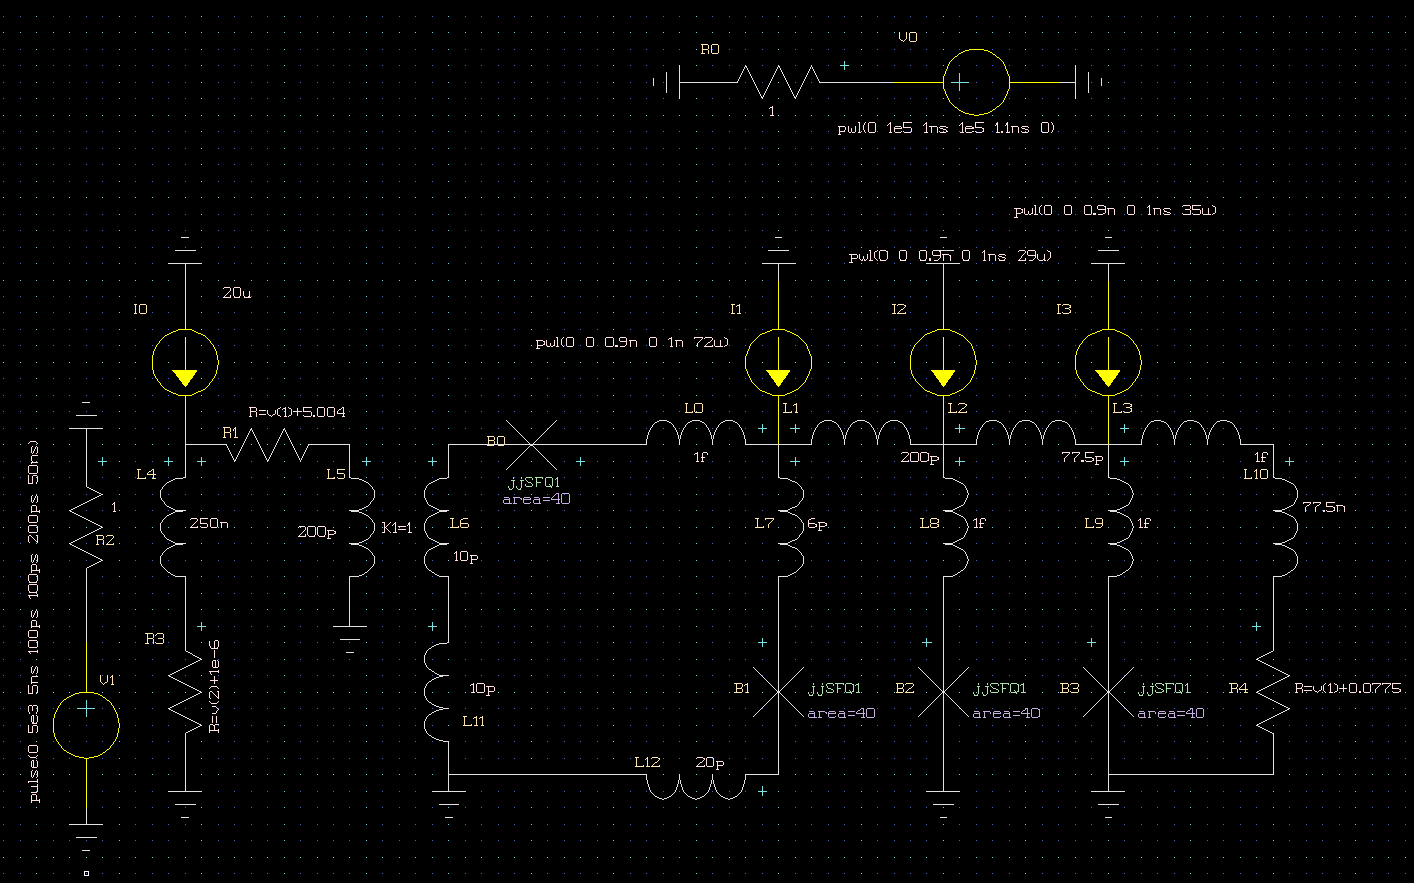 R0
V0
1
pwl(0 1e5 1ns 1e5 1.1ns 0)
pwl(0 0 0.9n 0 1ns 35u)
pwl(0 0 0.9n 0 1ns 29u)
20u
I0
I1
I2
I3
pwl(0 0 0.9n 0 1n 72u)
R=v(1)+5.004
R1
L0
L1
L2
L3
B0
1f
200p
77.5p
1f
jjSFQ1
area=40
L4
L5
L10
1
R2
250n
200p
K1=1
L6
10p
L7
6p
L8
1f
L9
1f
77.5n
pulse(0 5e3 5ns 100ps 100ps 200ps 50ns)
R3
R=v(2)+1e-6
V1
10p
L11
B1
jjSFQ1
area=40
B2
jjSFQ1
area=40
B3
jjSFQ1
area=40
R4
R=v(1)+0.0775
L12
20p